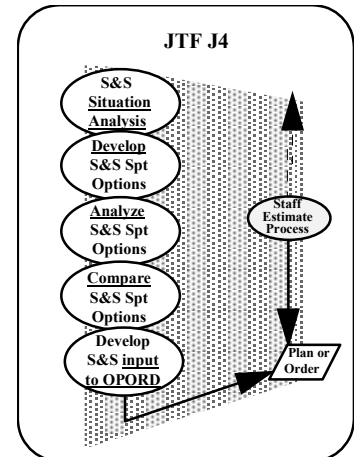 JTF J4
S&S
Situation
Analysis
Develop
S&S Spt
Options
Analyze
S&S Spt
Options
Compare
S&S Spt
Options
Develop
S&S input
to OPORD
Staff
Estimate
Process
Plan or
Order